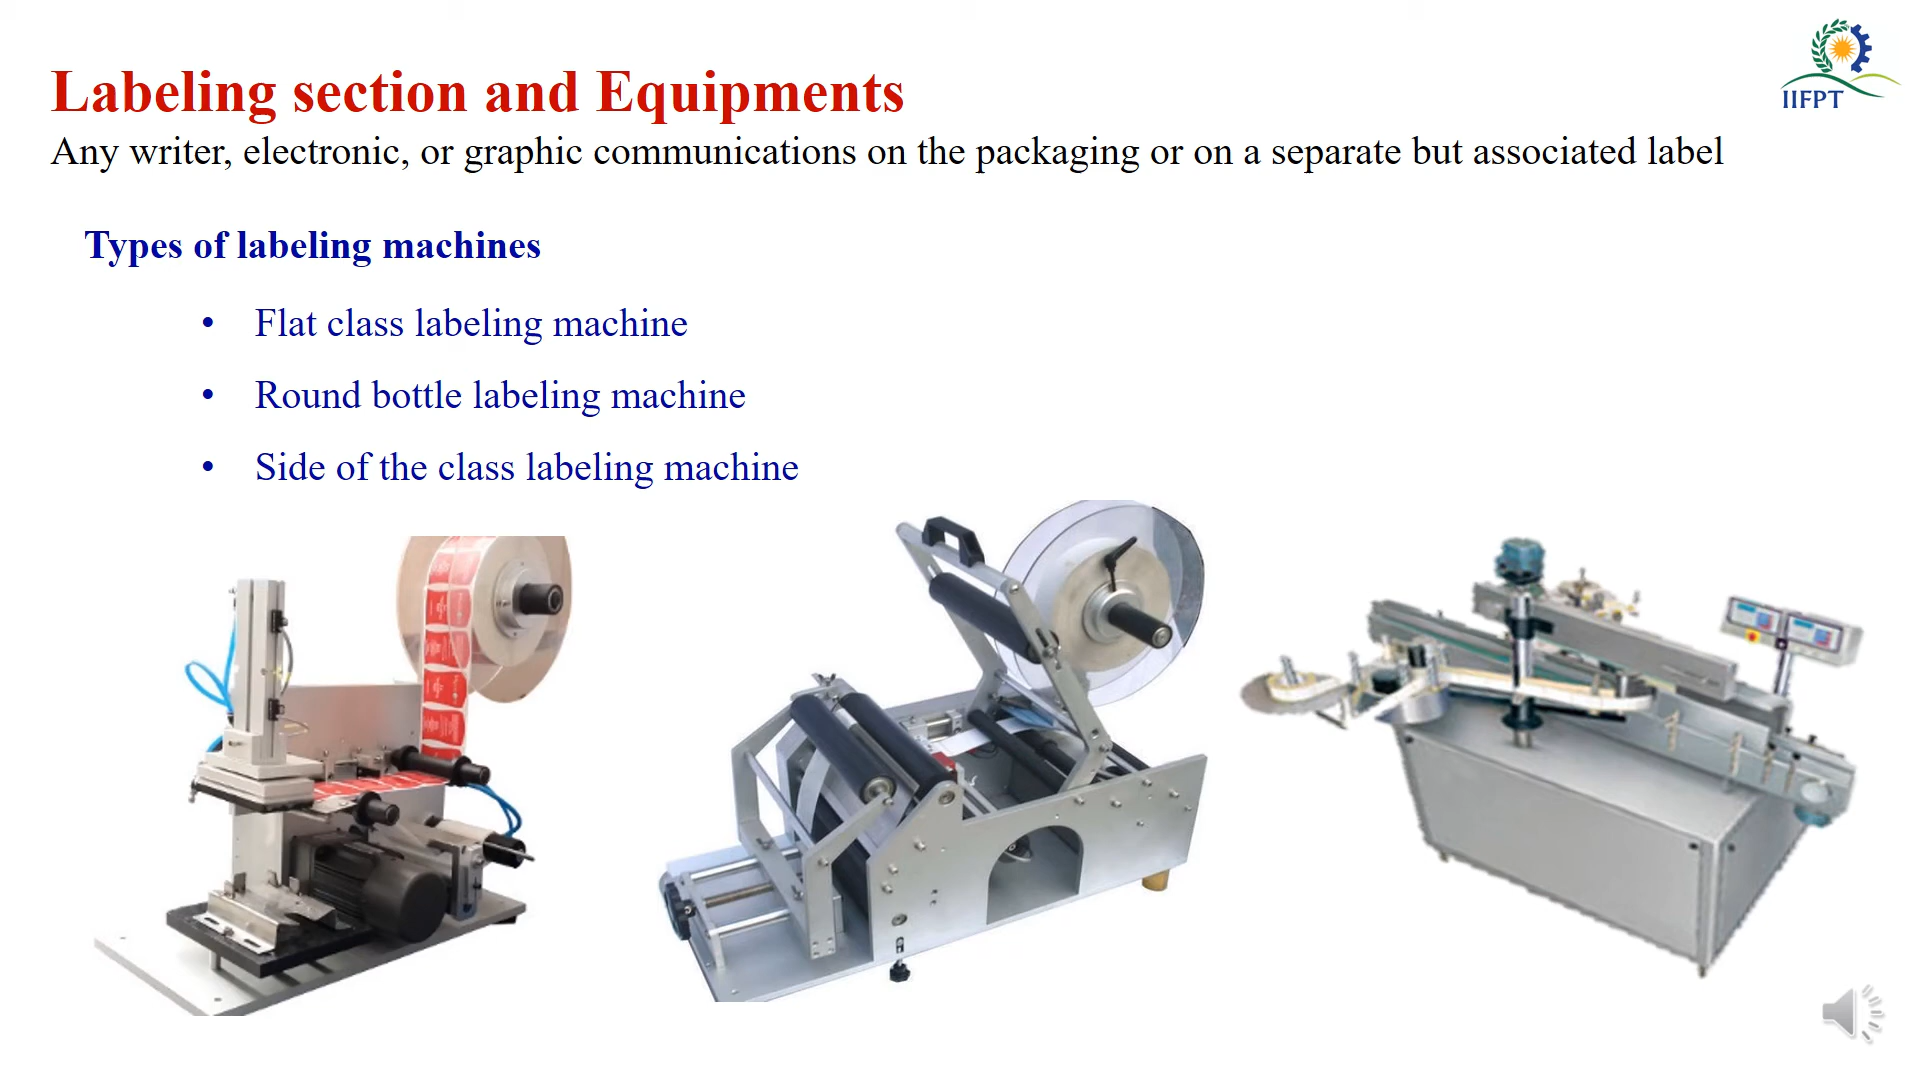 IIFPT
Labeling section and Equipments
Any writer, electronic, or graphic communications on the packaging or on a separate but associated label
Types of labeling machines
• Flat class labeling machine
• Round bottle labeling machine
• Side of the class labeling machine